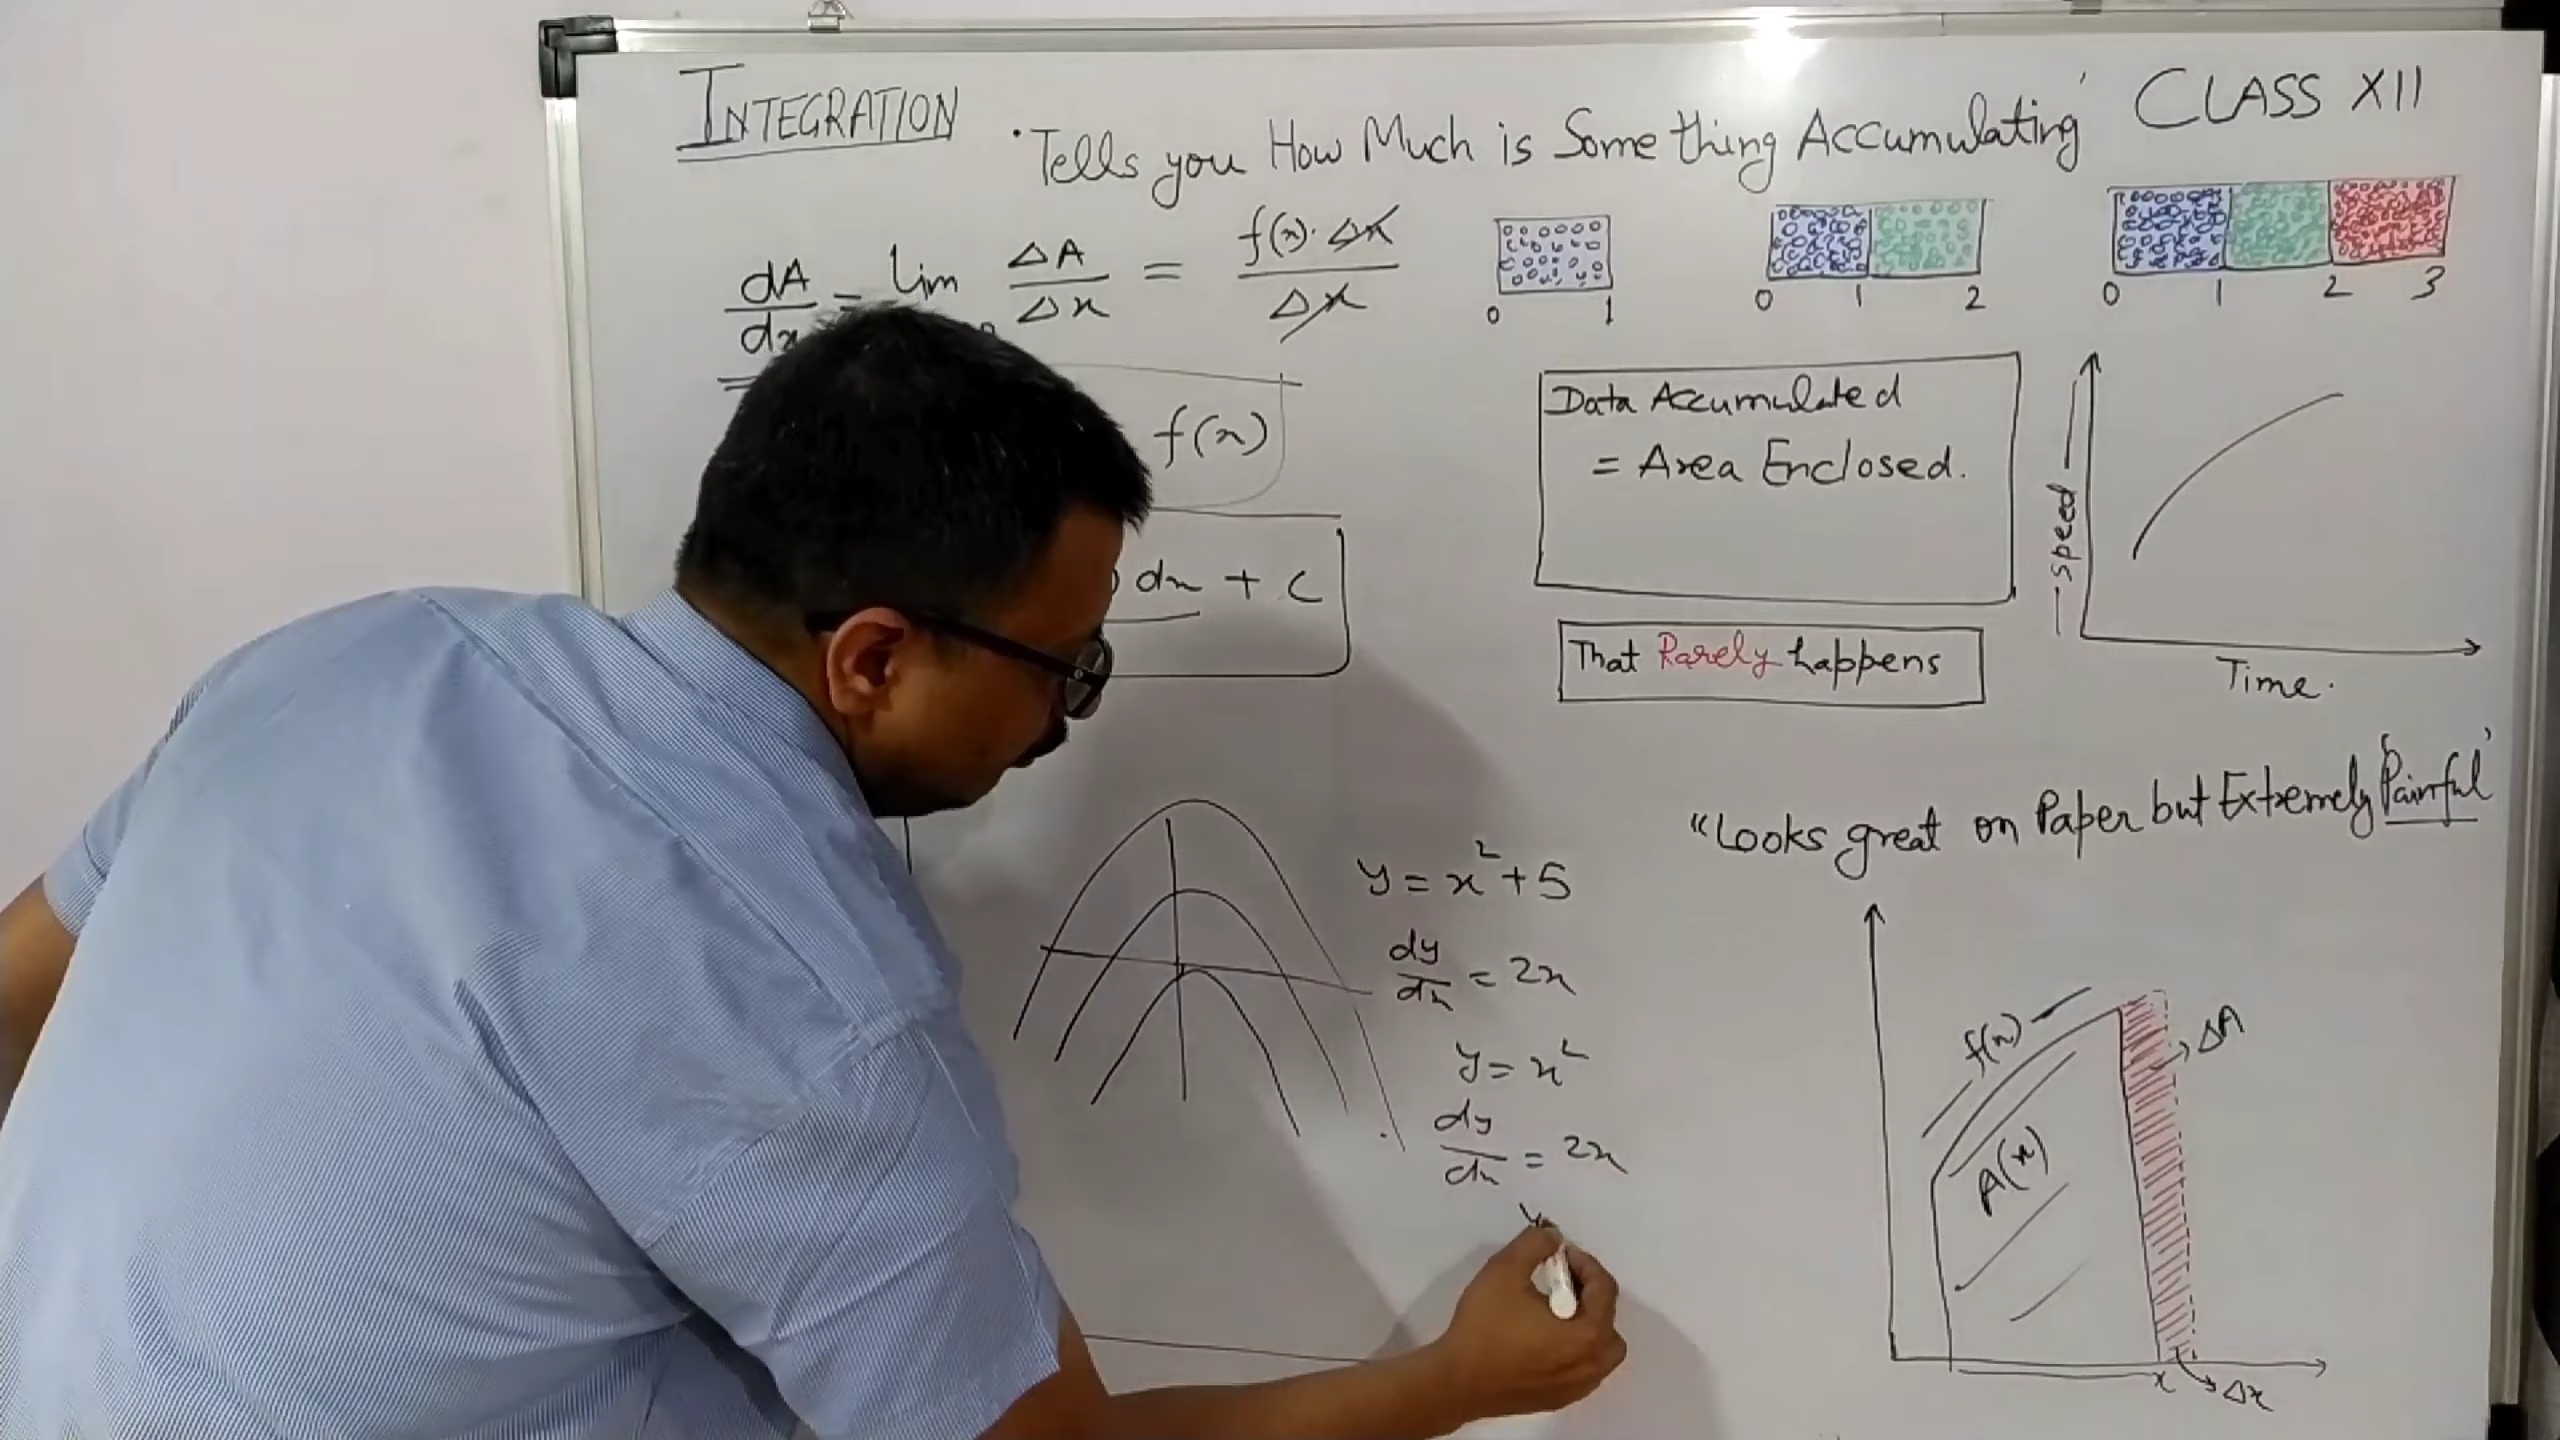 INTEGRATION
"Tells you How Much is Something Accumulating" CLASS XII
dA/dx = Lim ΔA/Δx = f(x)·Δx/Δx
0 1
0 1 2
0 1 2 3
f(x)
dx + C
Data Accumulated
= Area Enclosed.
That Rarely happens
speed
Time.
"Looks great on Paper but Extremely 'Painful'
y = x² + 5
dy/dx = 2x
y = x²
dy/dx = 2x
y
f(x)
A(x)
ΔA
x
Δx